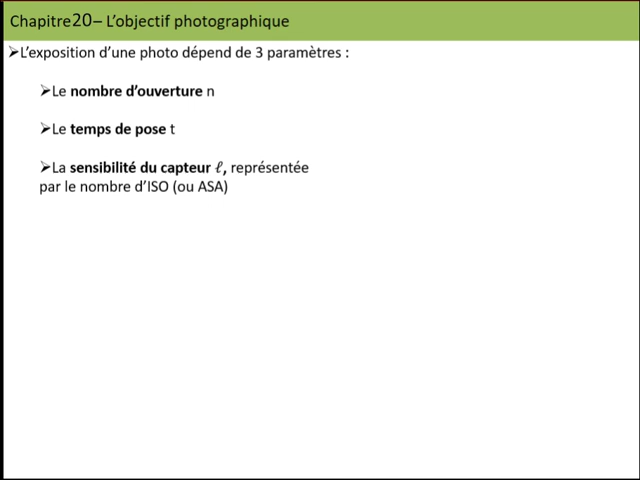 Chapitre20– L’objectif photographique
➢L’exposition d’une photo dépend de 3 paramètres :
➢Le nombre d’ouverture n
➢Le temps de pose t
➢La sensibilité du capteur ℓ, représentée
par le nombre d’ISO (ou ASA)